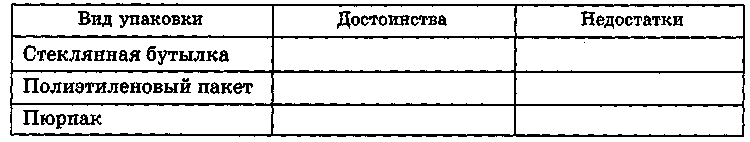 Вид упаковки Достоинства Недостатки
Стеклянная бутылка
Полиэтиленовый пакет
Пюрпак